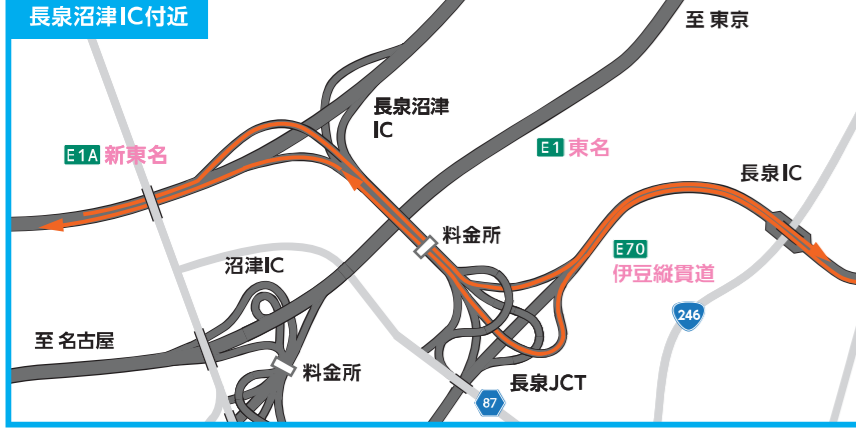 長泉沼津IC付近
至 東京
長泉沼津
IC
E1A 新東名
E1 東名
長泉IC
料金所
E70
伊豆縦貫道
沼津IC
246
至 名古屋
料金所
長泉JCT
87